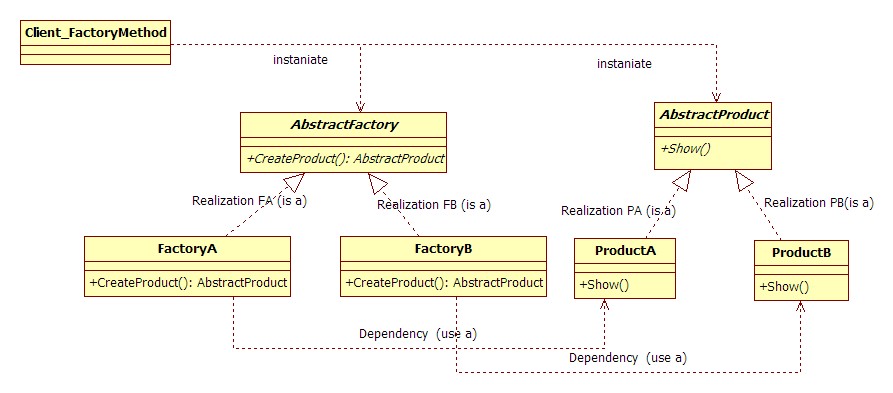 Client_FactoryMethod
instaniate
instaniate
AbstractFactory
+CreateProduct(): AbstractProduct
AbstractProduct
+Show()
Realization FA (is a)
Realization FB (is a)
Realization PA (is a)
Realization PB(is a)
FactoryA
+CreateProduct(): AbstractProduct
FactoryB
+CreateProduct(): AbstractProduct
ProductA
+Show()
ProductB
+Show()
Dependency (use a)
Dependency (use a)